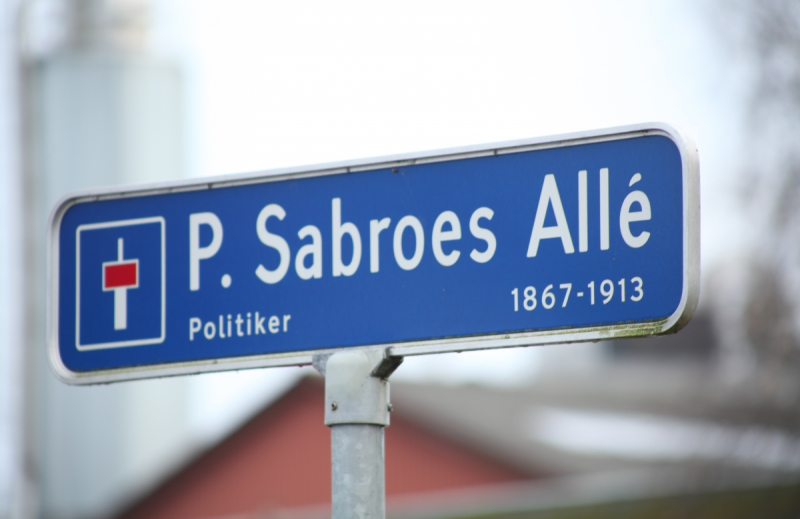 P. Sabroes Allé
Politiker
1867-1913